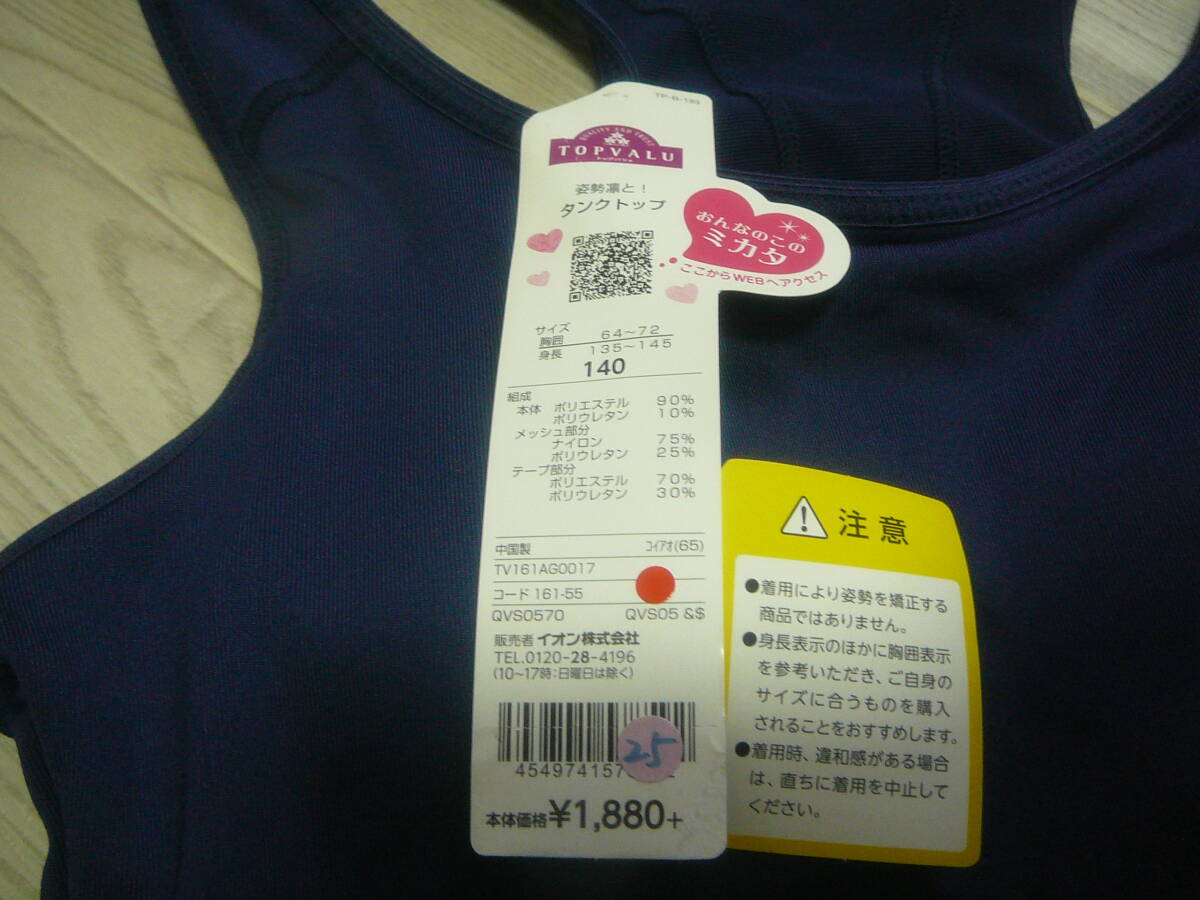 TP-B-193
QUALITY AND TRUST
TOPVALU
トップバリュ
姿勢凛と！
タンクトップ
おんなのこの
ミカタ
ここからWEBへアクセス
サイズ
胸囲 64～72
身長 135～145
140
組成
本体 ポリエステル 90%
ポリウレタン 10%
メッシュ部分
ナイロン 75%
ポリウレタン 25%
テープ部分
ポリエステル 70%
ポリウレタン 30%
中国製 コイアオ(65)
TV161AG0017
コード 161-55
QVS0570 QVS05 &$
販売者 イオン株式会社
TEL.0120-28-4196
(10～17時:日曜日は除く)
25
454974157
本体価格¥1,880+
注意
●着用により姿勢を矯正する
商品ではありません。
●身長表示のほかに胸囲表示
を参考いただき、ご自身の
サイズに合うものを購入
されることをおすすめします。
●着用時、違和感がある場合
は、直ちに着用を中止して
ください。